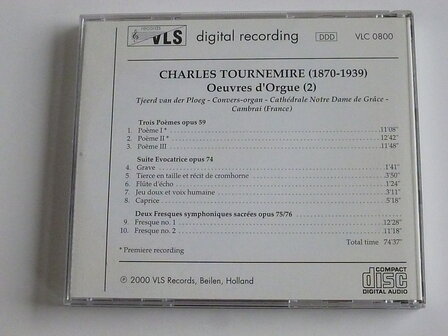 records
VLS
digital recording
DDD
VLC 0800
CHARLES TOURNEMIRE (1870-1939)
Oeuvres d'Orgue (2)
Tjeerd van der Ploeg - Convers-organ - Cathédrale Notre Dame de Grâce -
Cambrai (France)
Trois Poèmes opus 59
1. Poème I * 11'08"
2. Poème II * 12'42"
3. Poème III 11'48"
Suite Evocatrice opus 74
4. Grave 1'41"
5. Tierce en taille et récit de cromhorne 3'50"
6. Flûte d'écho 1'24"
7. Jeu doux et voix humaine 3'11"
8. Caprice 5'18"
Deux Fresques symphoniques sacrées opus 75/76
9. Fresque no. 1 12'28"
10. Fresque no. 2 11'18"
Total time 74'37"
* Premiere recording
℗ 2000 VLS Records, Beilen, Holland
COMPACT
disc
DIGITAL AUDIO